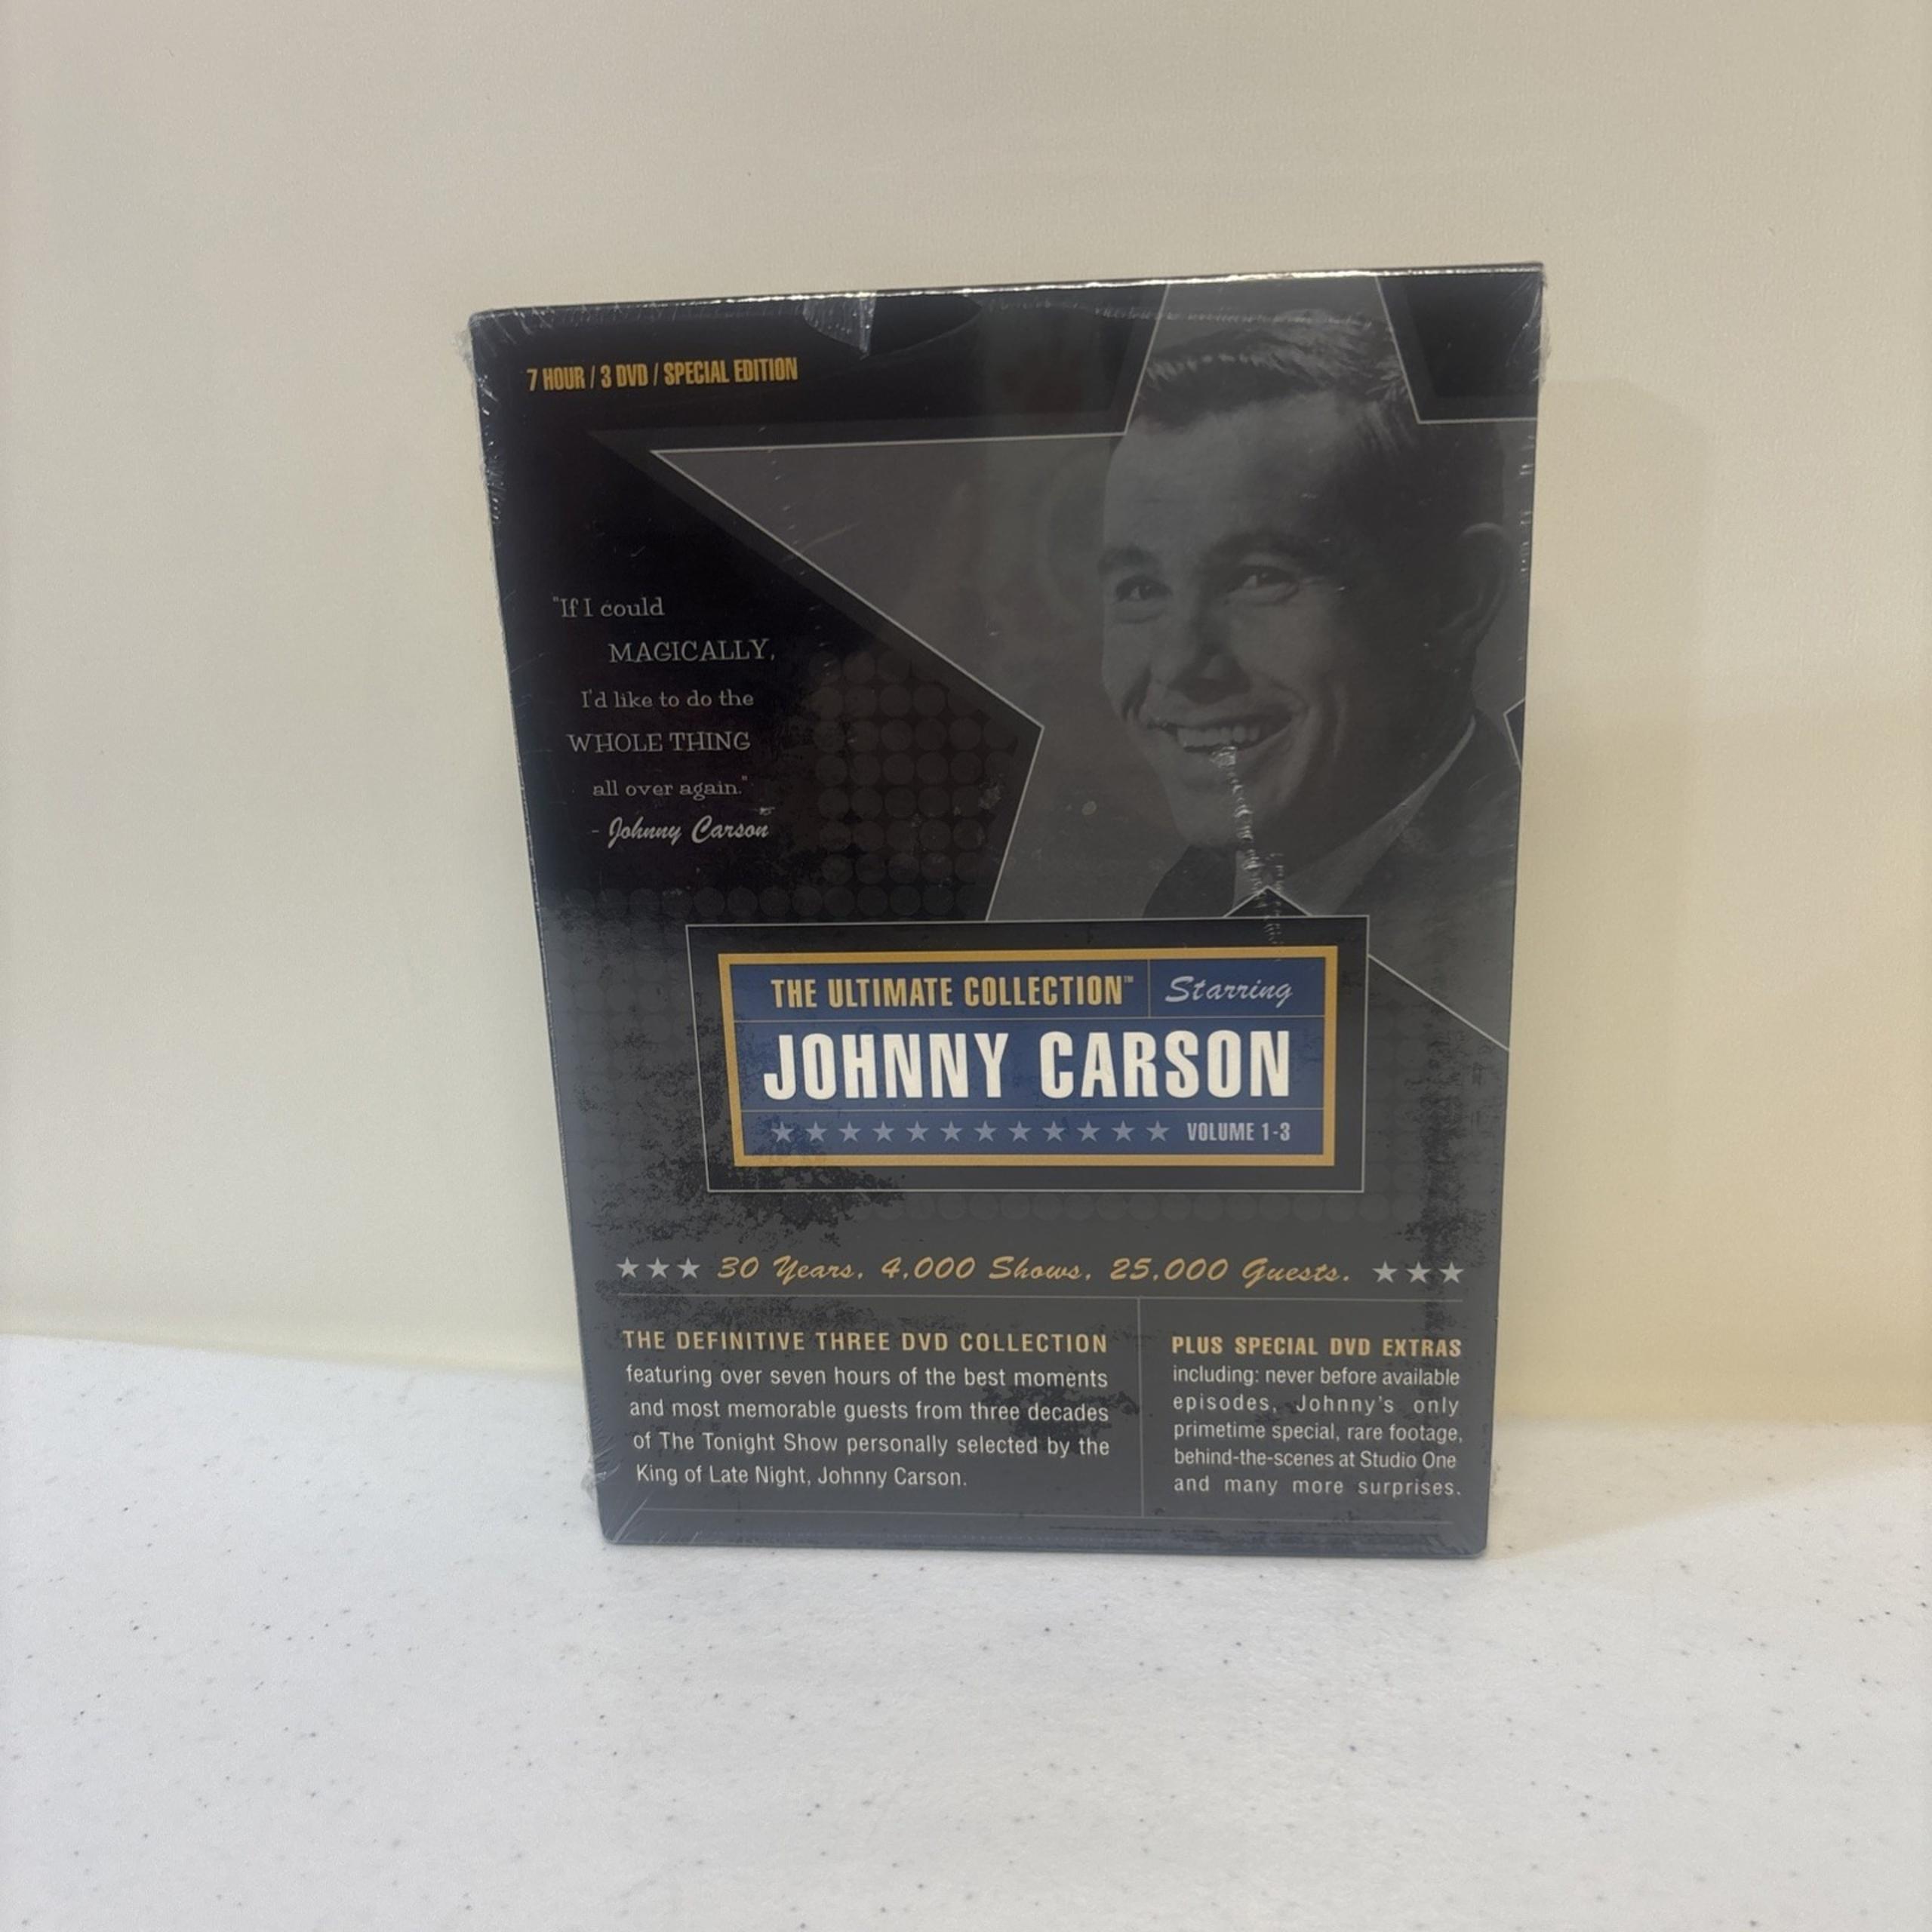 7 HOUR / 3 DVD / SPECIAL EDITION
"If I could
MAGICALLY,
I'd like to do the
WHOLE THING
all over again."
- Johnny Carson
THE ULTIMATE COLLECTION™ Starring
JOHNNY CARSON
VOLUME 1-3
30 Years. 4,000 Shows. 25,000 Guests.
THE DEFINITIVE THREE DVD COLLECTION
featuring over seven hours of the best moments
and most memorable guests from three decades
of The Tonight Show personally selected by the
King of Late Night, Johnny Carson.
PLUS SPECIAL DVD EXTRAS
including: never before available
episodes, Johnny's only
primetime special, rare footage,
behind-the-scenes at Studio One
and many more surprises.